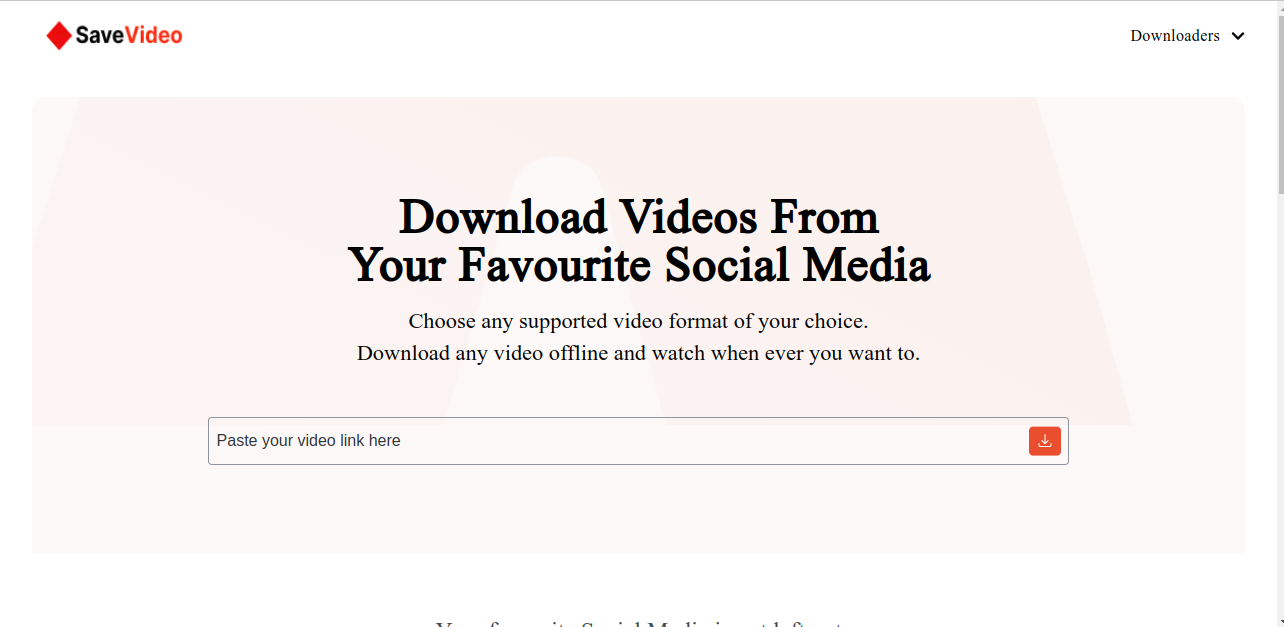 SaveVideo
Downloaders
Download Videos From
Your Favourite Social Media
Choose any supported video format of your choice.
Download any video offline and watch when ever you want to.
Paste your video link here